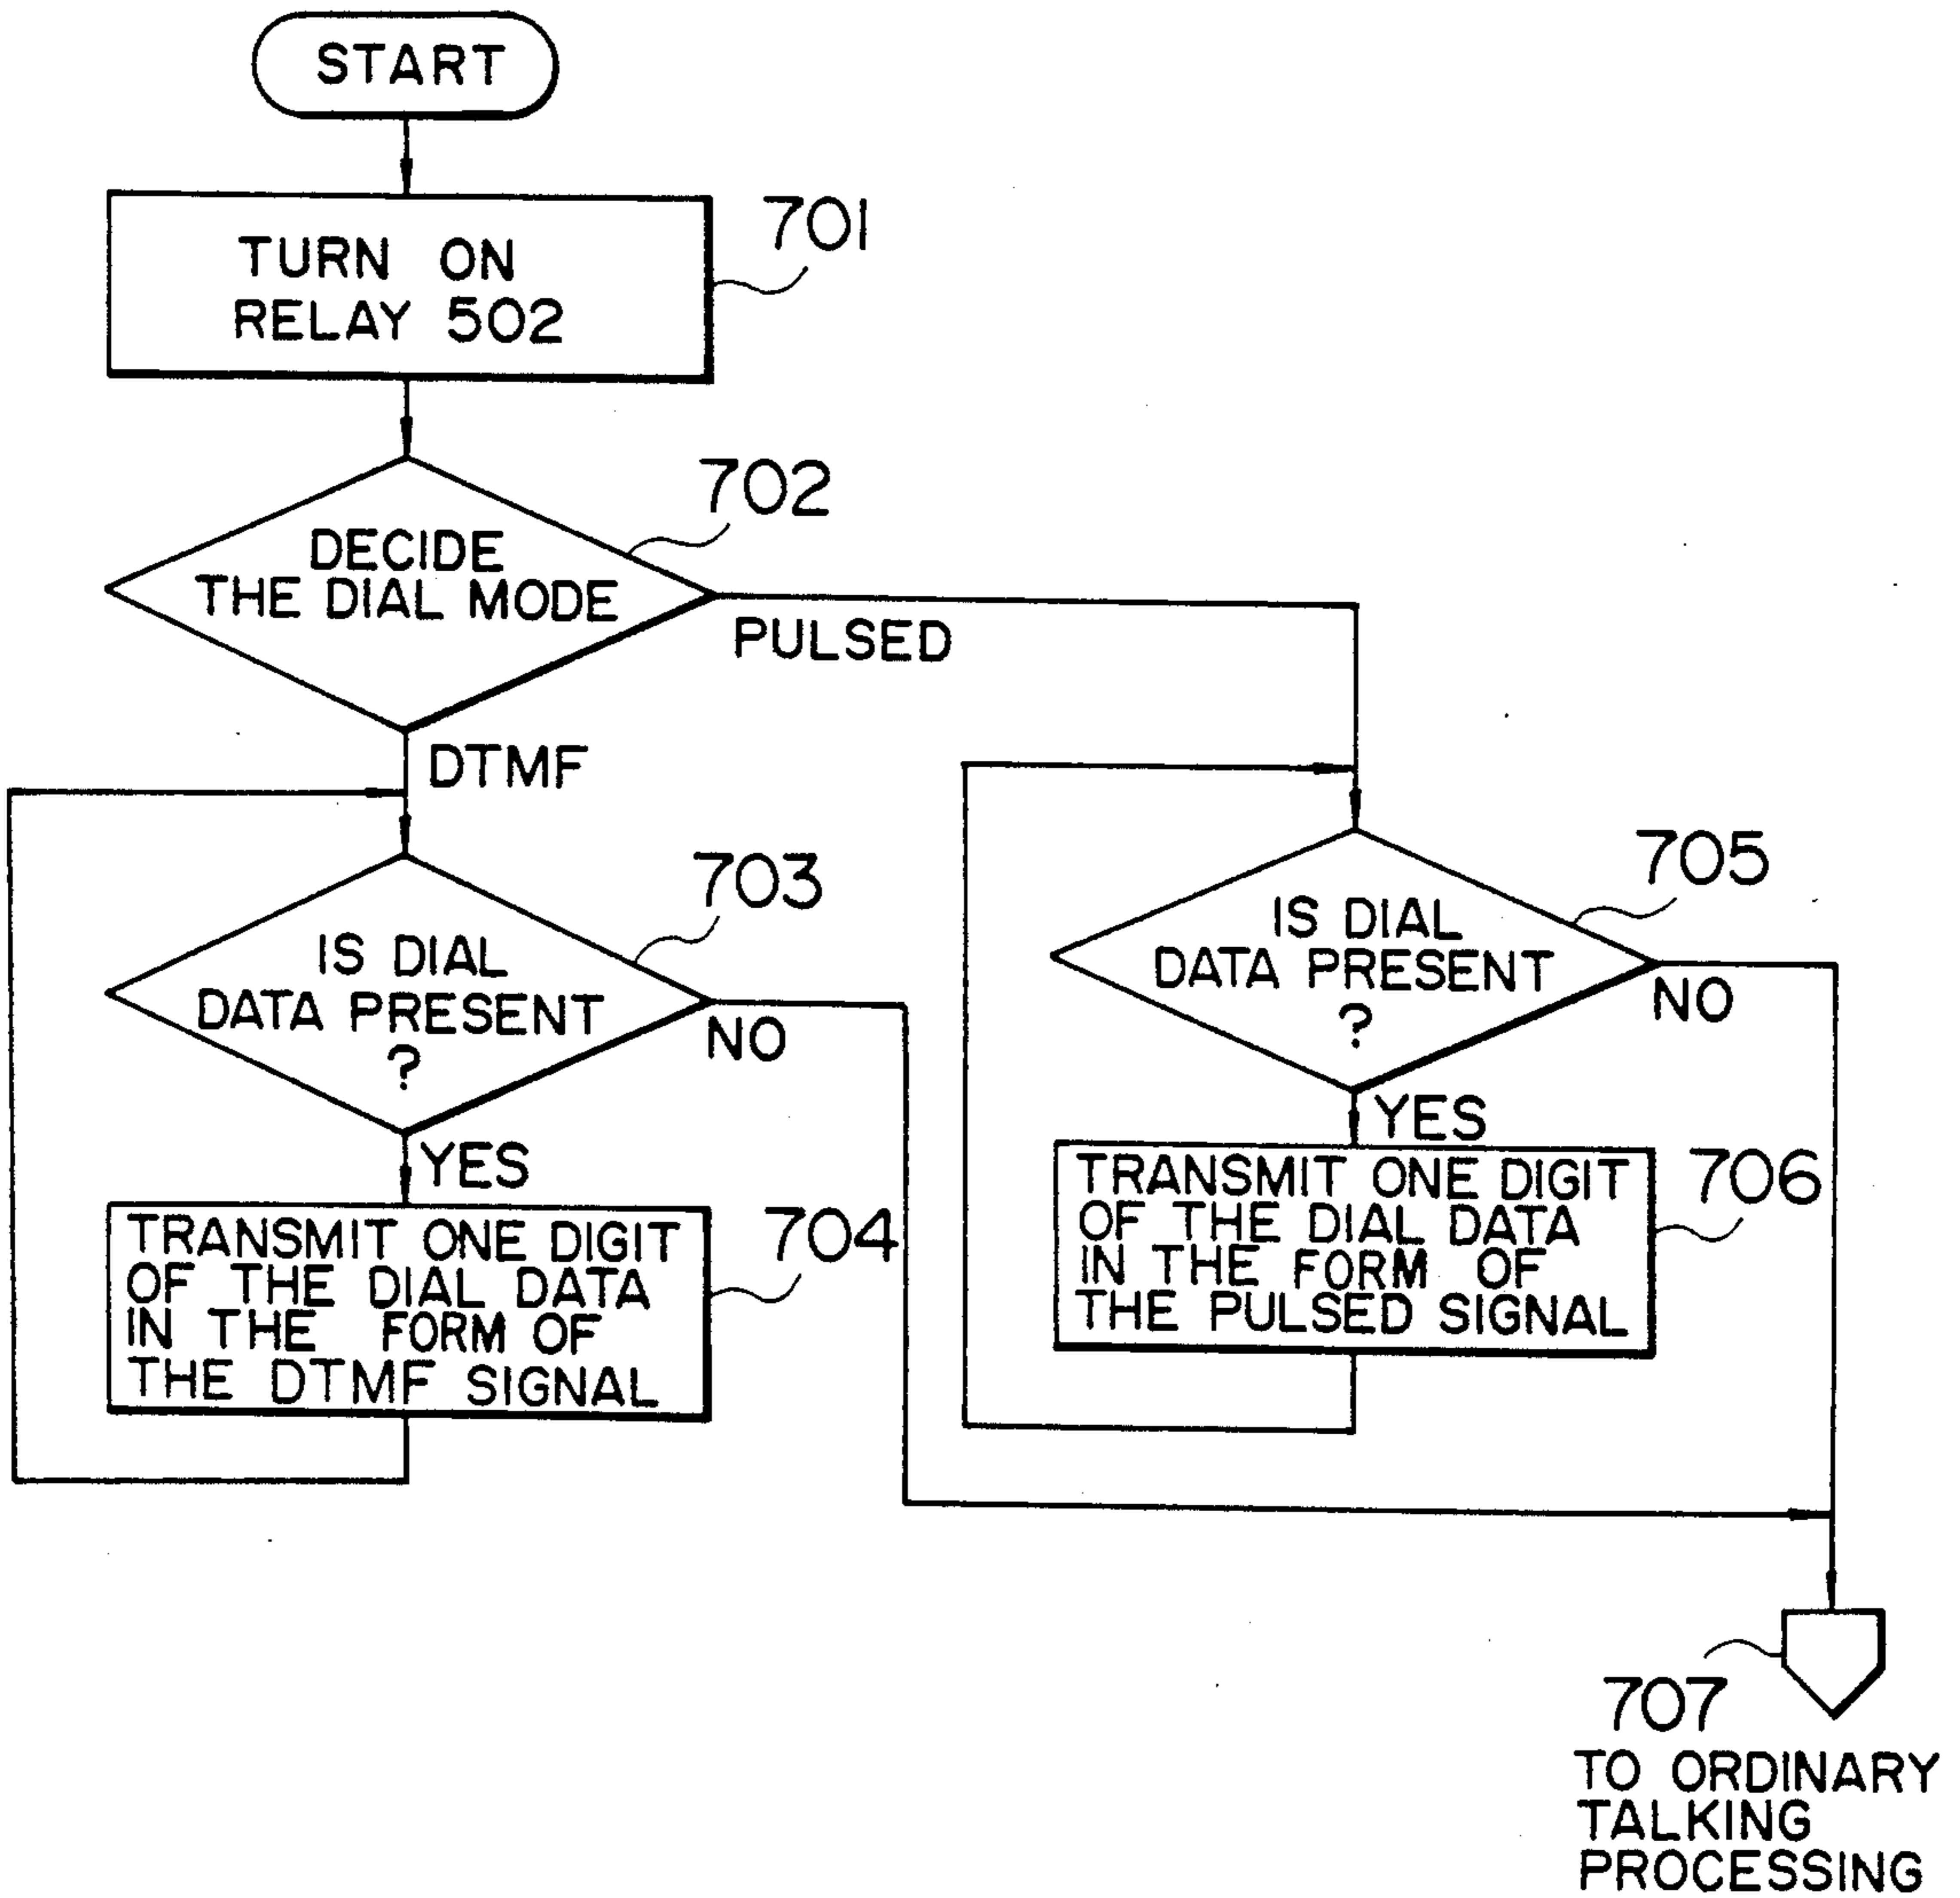 START
TURN ON
RELAY 502
701
DECIDE
THE DIAL MODE
702
PULSED
DTMF
IS DIAL
DATA PRESENT
?
703
NO
YES
TRANSMIT ONE DIGIT
OF THE DIAL DATA
IN THE FORM OF
THE DTMF SIGNAL
704
IS DIAL
DATA PRESENT
?
705
NO
YES
TRANSMIT ONE DIGIT
OF THE DIAL DATA
IN THE FORM OF
THE PULSED SIGNAL
706
707
TO ORDINARY
TALKING
PROCESSING